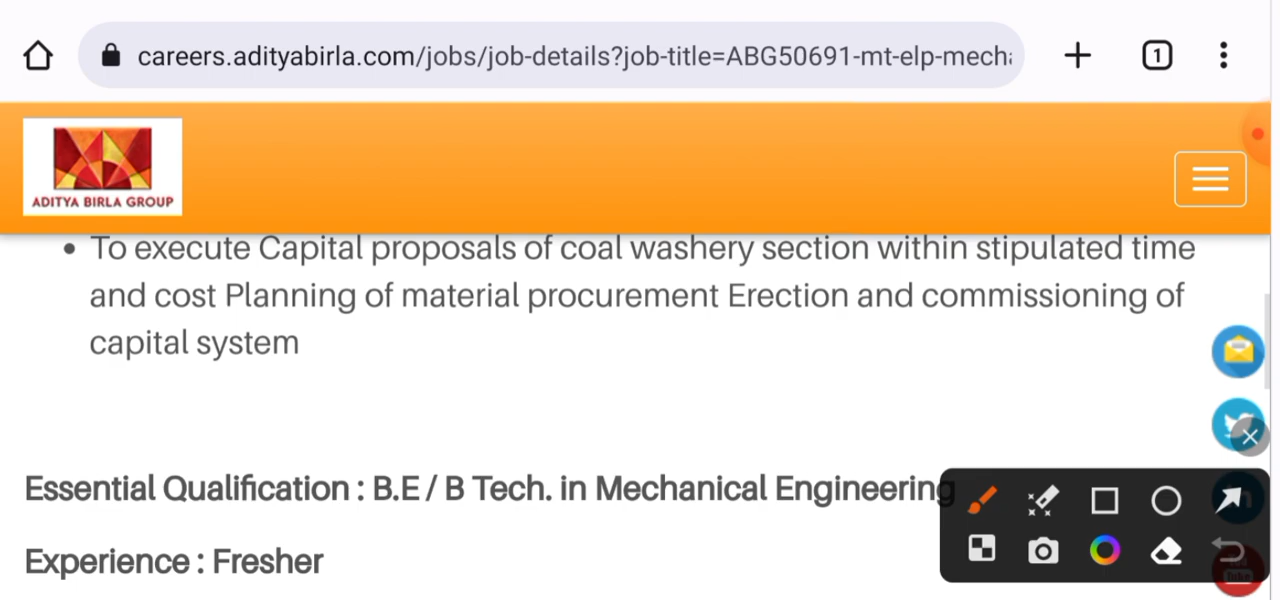 careers.adityabirla.com/jobs/job-details?job-title=ABG50691-mt-elp-mech
1
ADITYA BIRLA GROUP
• To execute Capital proposals of coal washery section within stipulated time
and cost Planning of material procurement Erection and commissioning of
capital system
Essential Qualification : B.E / B Tech. in Mechanical Engineering
Experience : Fresher